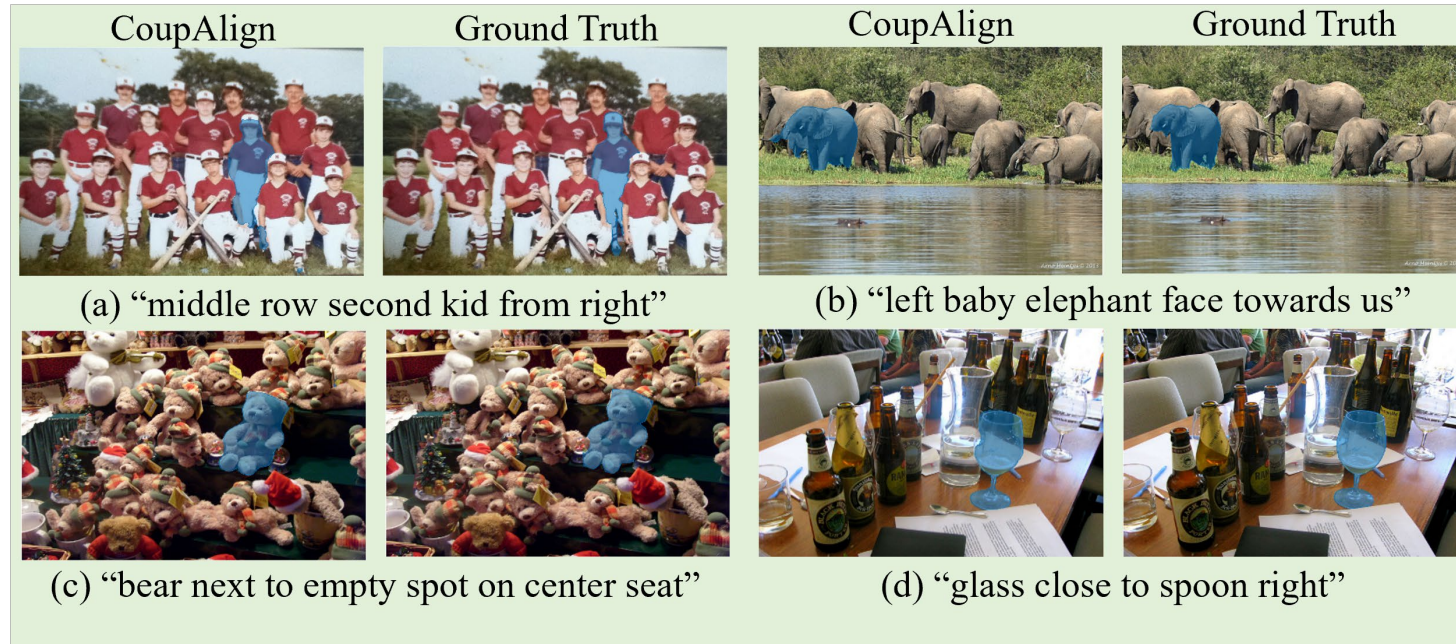 CoupAlign
Ground Truth
CoupAlign
Ground Truth
(a) “middle row second kid from right”
(b) “left baby elephant face towards us”
(c) “bear next to empty spot on center seat”
(d) “glass close to spoon right”